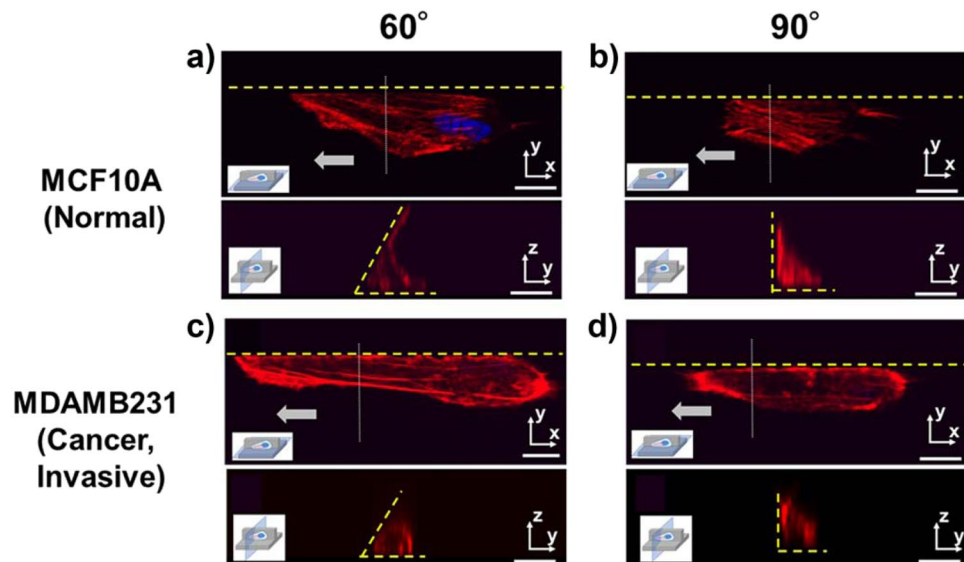 60°
90°
a)
b)
y
x
y
x
MCF10A
(Normal)
z
y
z
y
c)
d)
y
x
y
x
MDAMB231
(Cancer,
Invasive)
z
y
z
y